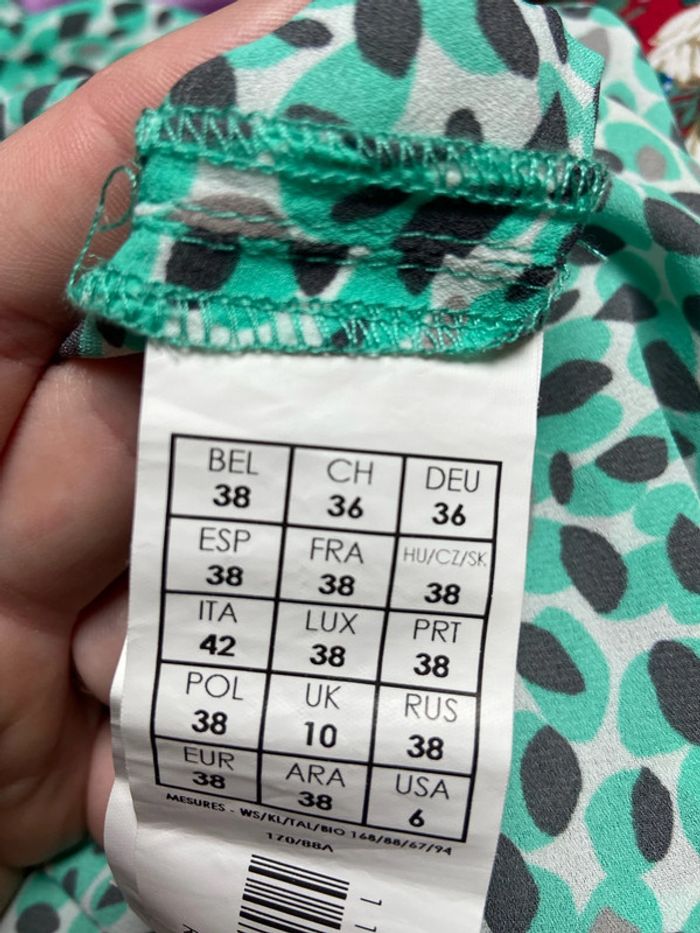 BEL CH DEU
38 36 36
ESP FRA HU/CZ/SK
38 38 38
ITA LUX PRT
42 38 38
POL UK RUS
38 10 38
EUR ARA USA
38 38 6
MESURES - WS/KL/TAL/BIO 168/88/67/94
170/88A